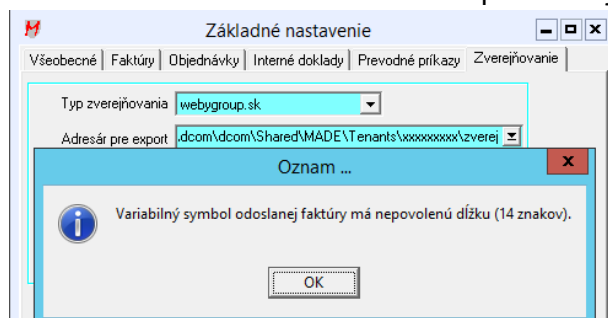 Základné nastavenie
Všeobecné Faktúry Objednávky Interné doklady Prevodné príkazy Zverejňovanie
Typ zverejňovania webygroup.sk
Adresár pre export .dcom\dcom\Shared\MADE\Tenants\xxxxxxxxx\zverej
Oznam ...
Variabilný symbol odoslanej faktúry má nepovolenú dĺžku (14 znakov).
OK